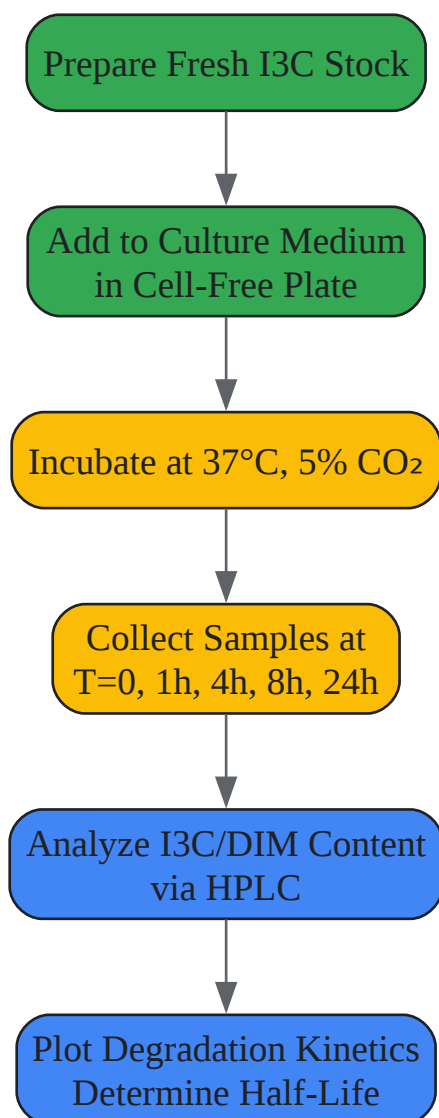 Prepare Fresh I3C Stock
Add to Culture Medium
in Cell-Free Plate
Incubate at 37°C, 5% CO₂
Collect Samples at
T=0, 1h, 4h, 8h, 24h
Analyze I3C/DIM Content
via HPLC
Plot Degradation Kinetics
Determine Half-Life